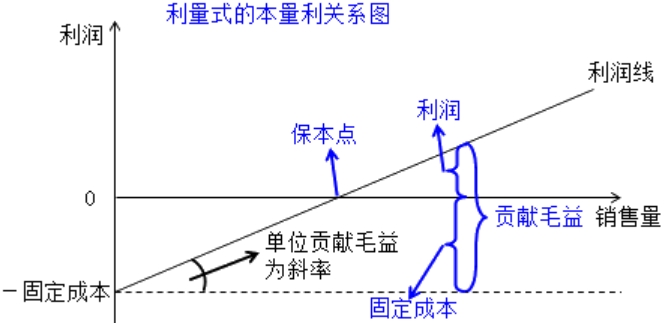 利量式的本量利关系图
利润
利润线
利润
保本点
0
贡献毛益
销售量
单位贡献毛益
为斜率
－固定成本
固定成本